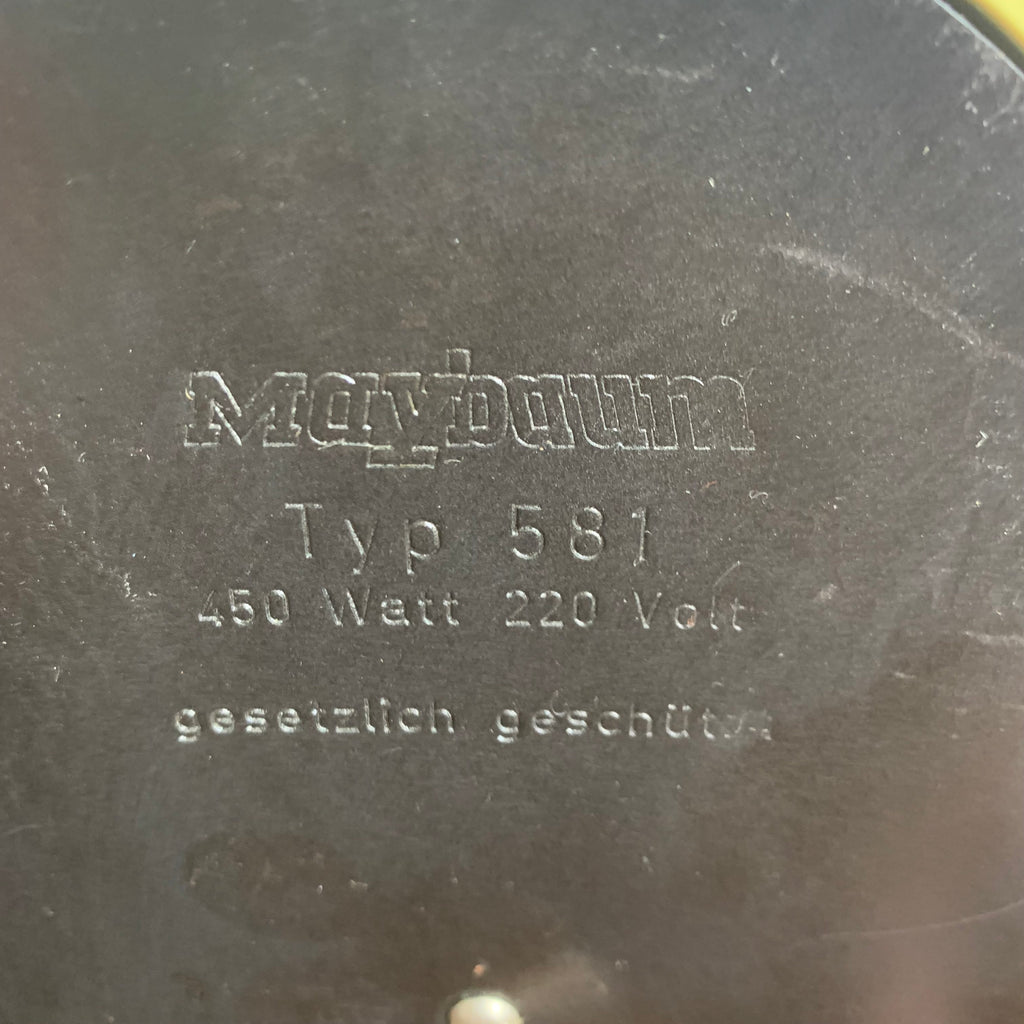 Maybaum
Typ 581
450 Watt 220 Volt
gesetzlich geschützt